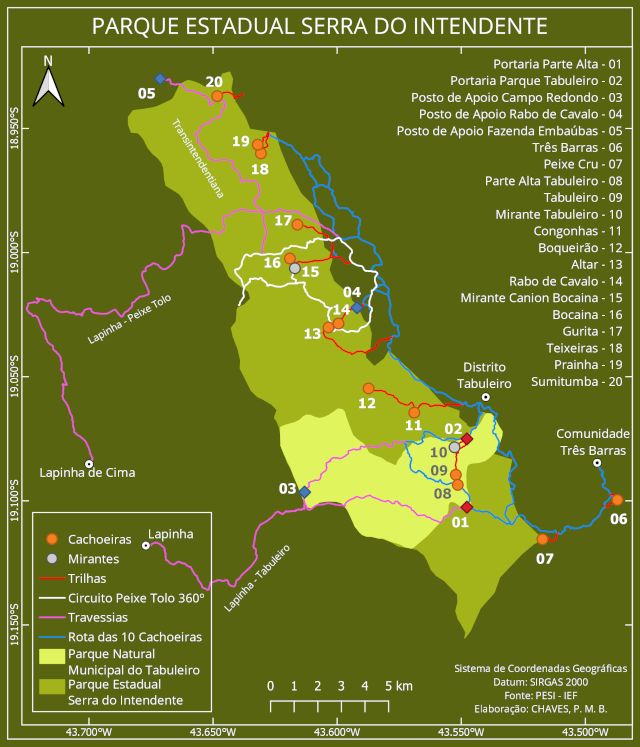 PARQUE ESTADUAL SERRA DO INTENDENTE
N
Portaria Parte Alta - 01
Portaria Parque Tabuleiro - 02
Posto de Apoio Campo Redondo - 03
Posto de Apoio Rabo de Cavalo - 04
Posto de Apoio Fazenda Embaúbas - 05
Três Barras - 06
Peixe Cru - 07
Parte Alta Tabuleiro - 08
Tabuleiro - 09
Mirante Tabuleiro - 10
Congonhas - 11
Boqueirão - 12
Altar - 13
Rabo de Cavalo - 14
Mirante Canion Bocaina - 15
Bocaina - 16
Gurita - 17
Teixeiras - 18
Prainha - 19
Sumitumba - 20
05
20
19
18
17
16
15
04
14
13
12
11
02
10
09
08
03
01
07
06
Transintendentiana
Lapinha - Peixe Tolo
Lapinha - Tabuleiro
Distrito
Tabuleiro
Comunidade
Três Barras
Lapinha de Cima
Lapinha
Cachoeiras
Mirantes
Trilhas
Circuito Peixe Tolo 360º
Travessias
Rota das 10 Cachoeiras
Parque Natural
Municipal do Tabuleiro
Parque Estadual
Serra do Intendente
0 1 2 3 4 5 km
Sistema de Coordenadas Geográficas
Datum: SIRGAS 2000
Fonte: PESI - IEF
Elaboração: CHAVES, P. M. B.
18.950°S
19.000°S
19.050°S
19.100°S
19.150°S
43.700°W
43.650°W
43.600°W
43.550°W
43.500°W